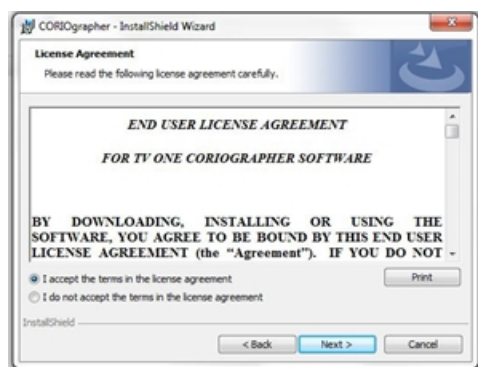 CORIOgrapher - InstallShield Wizard
License Agreement
Please read the following license agreement carefully.
END USER LICENSE AGREEMENT
FOR TV ONE CORIOGRAPHER SOFTWARE
BY DOWNLOADING, INSTALLING OR USING THE
SOFTWARE, YOU AGREE TO BE BOUND BY THIS END USER
LICENSE AGREEMENT (the “Agreement”). IF YOU DO NOT
I accept the terms in the license agreement
Print
I do not accept the terms in the license agreement
InstallShield
< Back
Next >
Cancel